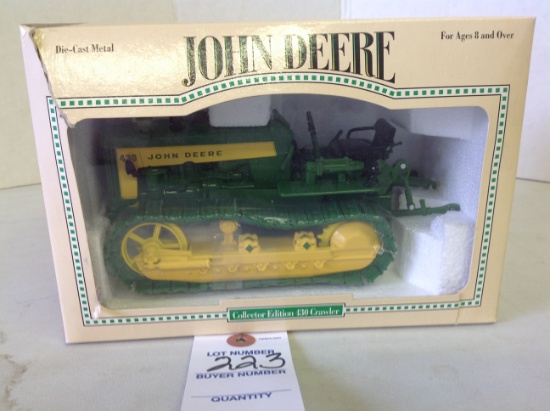 Die-Cast Metal
JOHN DEERE
For Ages 8 and Over
430 JOHN DEERE
Collector Edition 430 Crawler
LOT NUMBER
223
BUYER NUMBER
QUANTITY